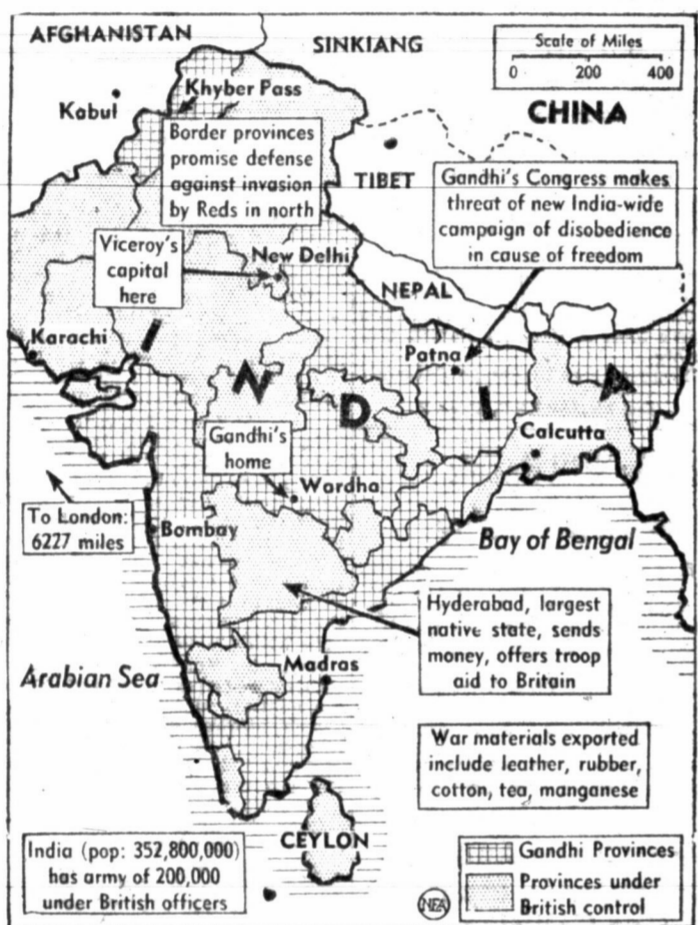 AFGHANISTAN
SINKIANG
Scale of Miles
0 200 400
Kabul
Khyber Pass
CHINA
Border provinces
promise defense
against invasion
by Reds in north
TIBET
Gandhi's Congress makes
threat of new India-wide
campaign of disobedience
in cause of freedom
Viceroy's
capital
here
New Delhi
NEPAL
Karachi
Patna
I N D I A
Gandhi's
home
Calcutta
Wardha
To London:
6227 miles
Bombay
Bay of Bengal
Hyderabad, largest
native state, sends
money, offers troop
aid to Britain
Arabian Sea
Madras
War materials exported
include leather, rubber,
cotton, tea, manganese
CEYLON
India (pop: 352,800,000)
has army of 200,000
under British officers
Gandhi Provinces
Provinces under
British control
NEA